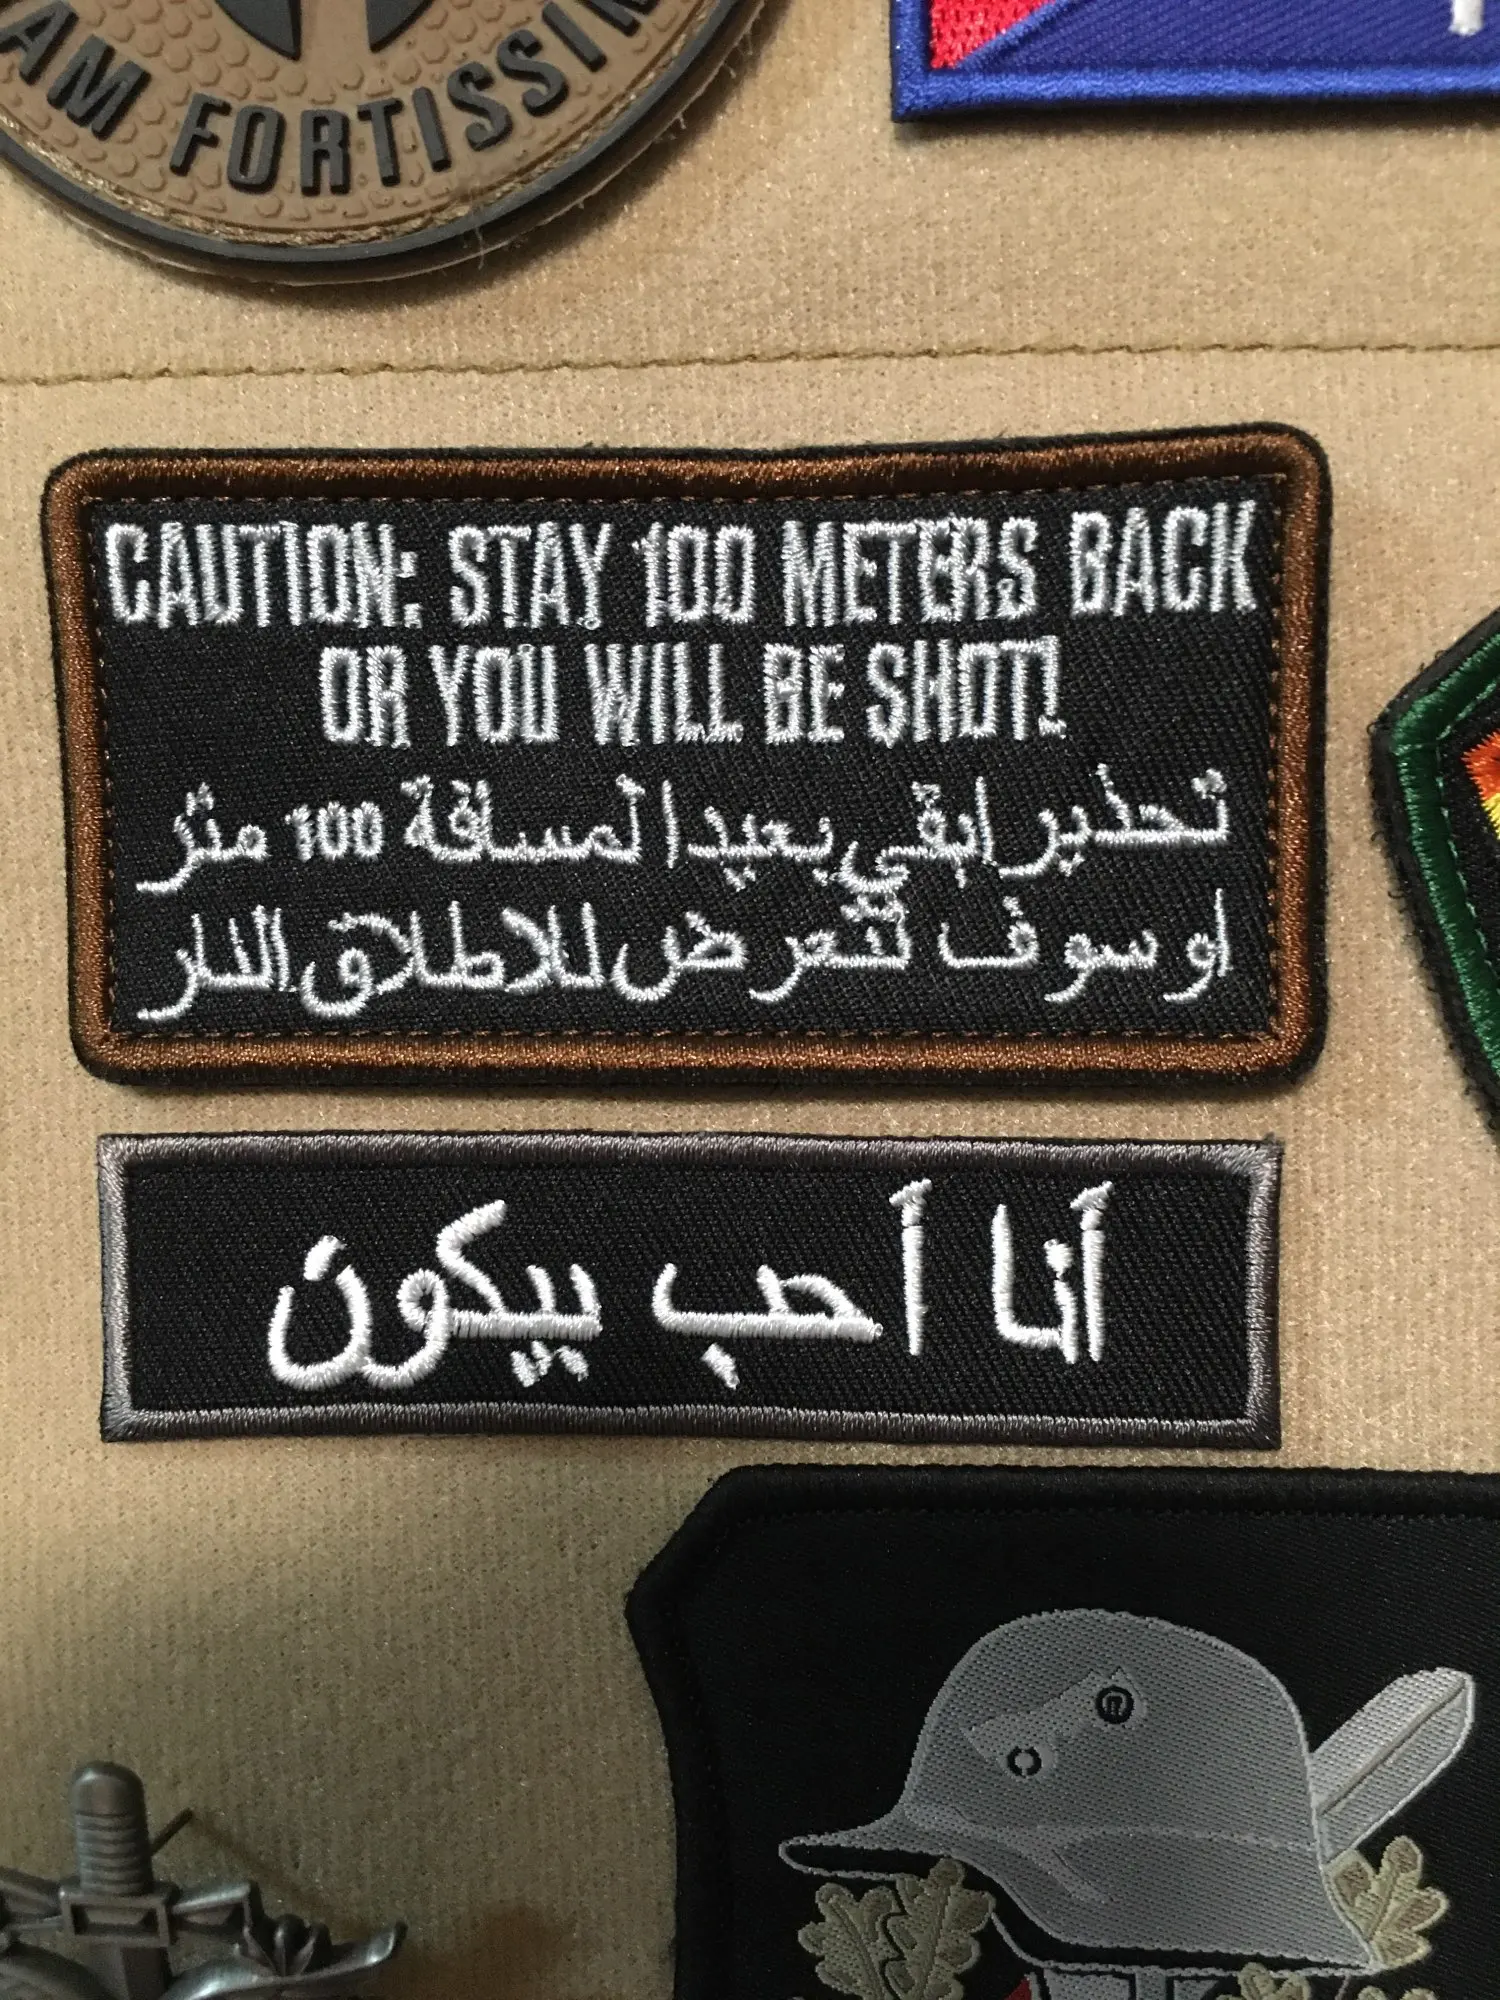 AM FORTISSIM
CAUTION: STAY 100 METERS BACK
OR YOU WILL BE SHOT!
تحذير ابقي بعيدا لمسافة 100 متر
او سوف لتعرض للاطلاق النار
أنا أحب بيكون